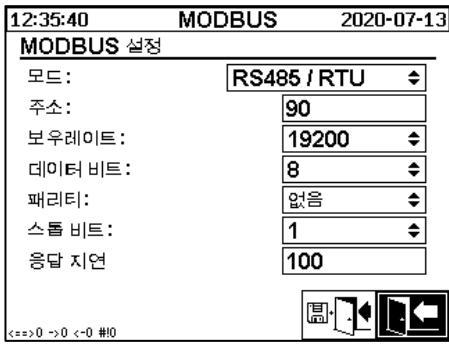 12:35:40 MODBUS 2020-07-13
MODBUS 설정
모드: RS485 / RTU
주소: 90
보우레이트: 19200
데이터 비트: 8
패리티: 없음
스톱 비트: 1
응답 지연 100
<==>0 ->0 <-0 #!0